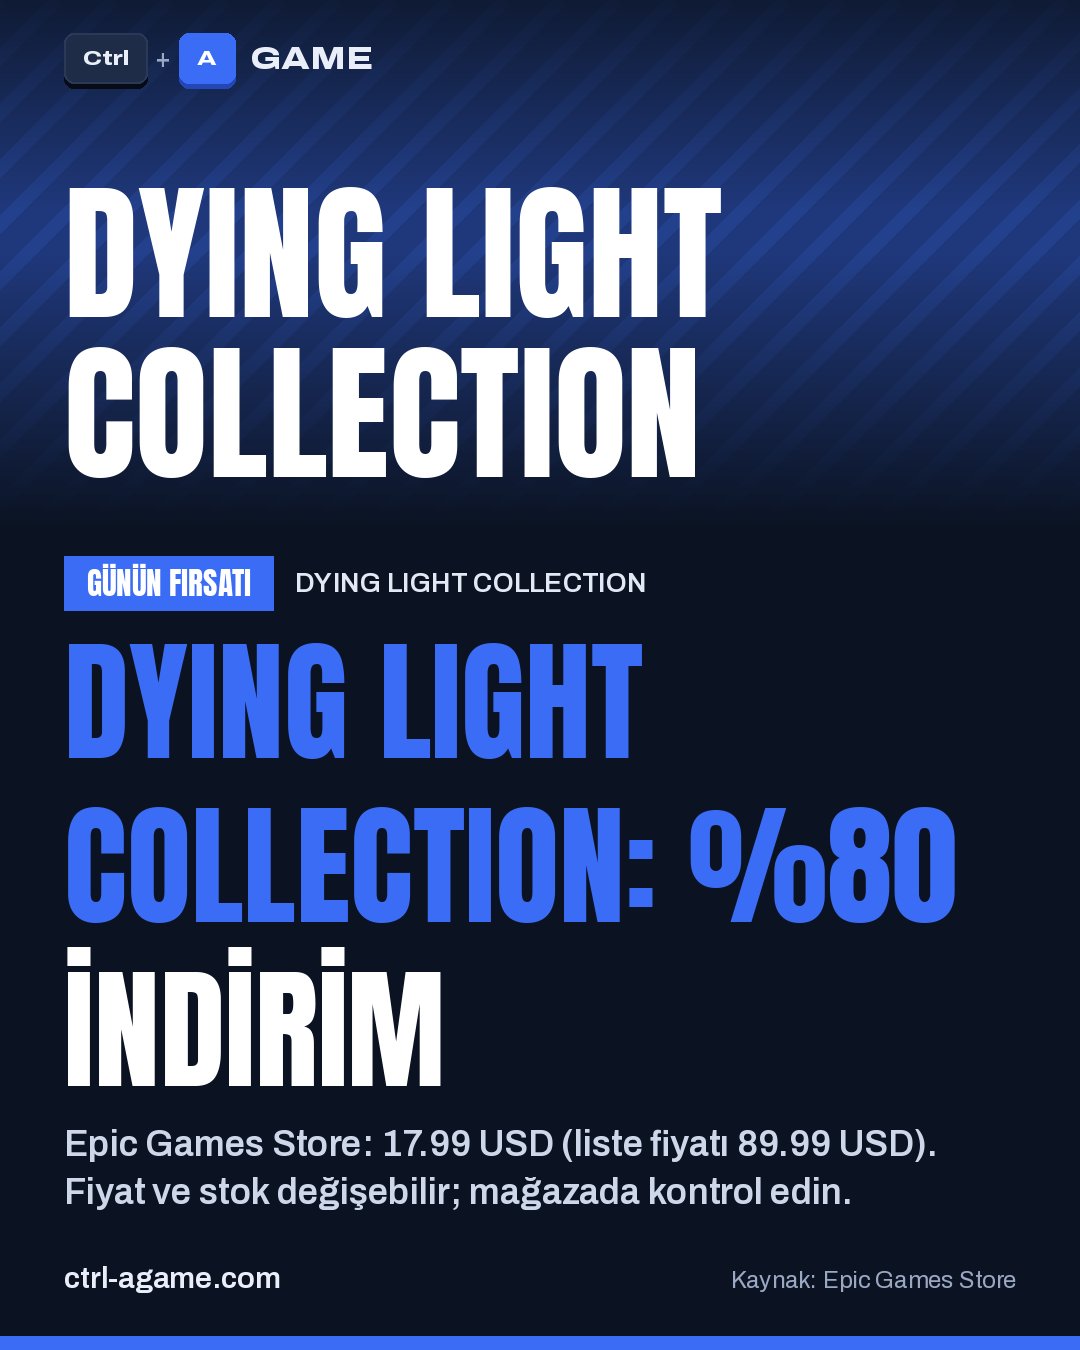 Ctrl + A GAME
DYING LIGHT
COLLECTION
GÜNÜN FIRSATI DYING LIGHT COLLECTION
DYING LIGHT
COLLECTION: %80
İNDİRİM
Epic Games Store: 17.99 USD (liste fiyatı 89.99 USD).
Fiyat ve stok değişebilir; mağazada kontrol edin.
ctrl-agame.com Kaynak: Epic Games Store